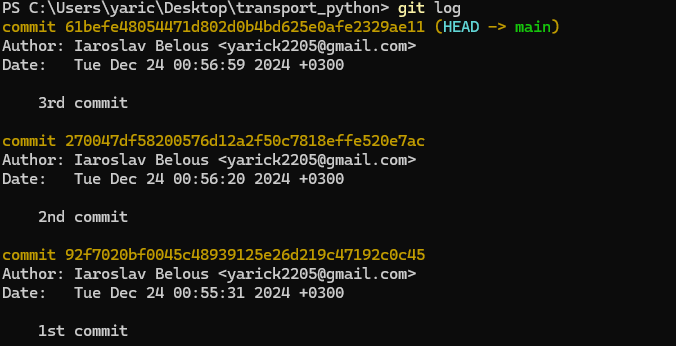 PS C:\Users\yaric\Desktop\transport_python> git log
commit 61befe48054471d802d0b4bd625e0afe2329ae11 (HEAD -> main)
Author: Iaroslav Belous <yarick2205@gmail.com>
Date:   Tue Dec 24 00:56:59 2024 +0300
3rd commit
commit 270047df58200576d12a2f50c7818effe520e7ac
Author: Iaroslav Belous <yarick2205@gmail.com>
Date:   Tue Dec 24 00:56:20 2024 +0300
2nd commit
commit 92f7020bf0045c48939125e26d219c47192c0c45
Author: Iaroslav Belous <yarick2205@gmail.com>
Date:   Tue Dec 24 00:55:31 2024 +0300
1st commit